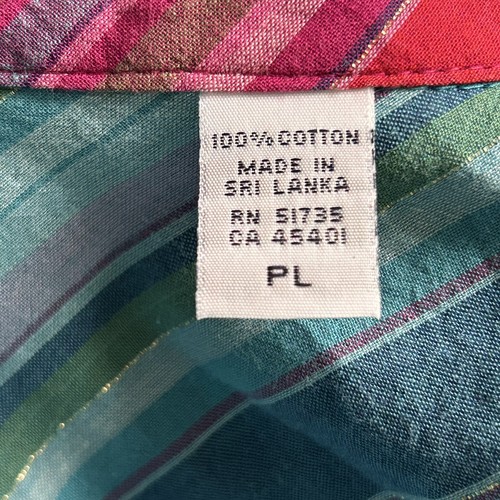 100% COTTON
MADE IN
SRI LANKA
RN 51735
CA 45401
PL